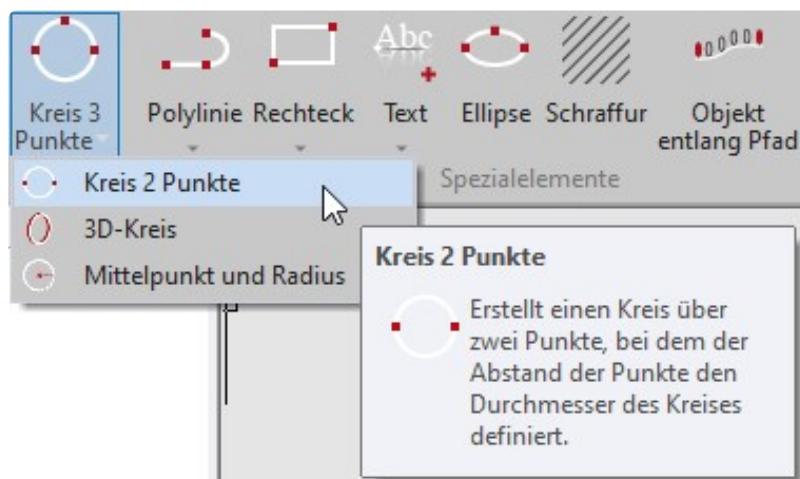 Abc
Kreis 3
Punkte
Polylinie
Rechteck
Text
Ellipse
Schraffur
Objekt
entlang Pfad
Spezialelemente
Kreis 2 Punkte
3D-Kreis
Mittelpunkt und Radius
Kreis 2 Punkte
Erstellt einen Kreis über
zwei Punkte, bei dem der
Abstand der Punkte den
Durchmesser des Kreises
definiert.